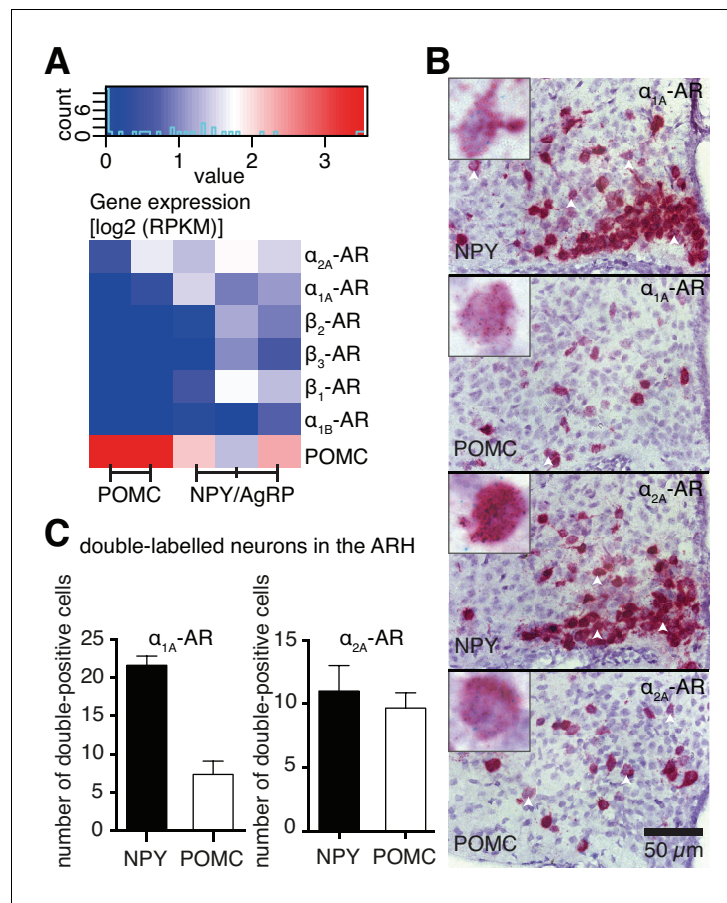 A
count
0 6
0 1 2 3
value
Gene expression
[log2 (RPKM)]
α2A-AR
α1A-AR
β2-AR
β3-AR
β1-AR
α1B-AR
POMC
POMC NPY/AgRP
B
α1A-AR
NPY
α1A-AR
POMC
α2A-AR
NPY
α2A-AR
POMC
50 µm
C double-labelled neurons in the ARH
number of double-positive cells
25
20
15
10
5
0
α1A-AR
NPY POMC
number of double-positive cells
15
10
5
0
α2A-AR
NPY POMC